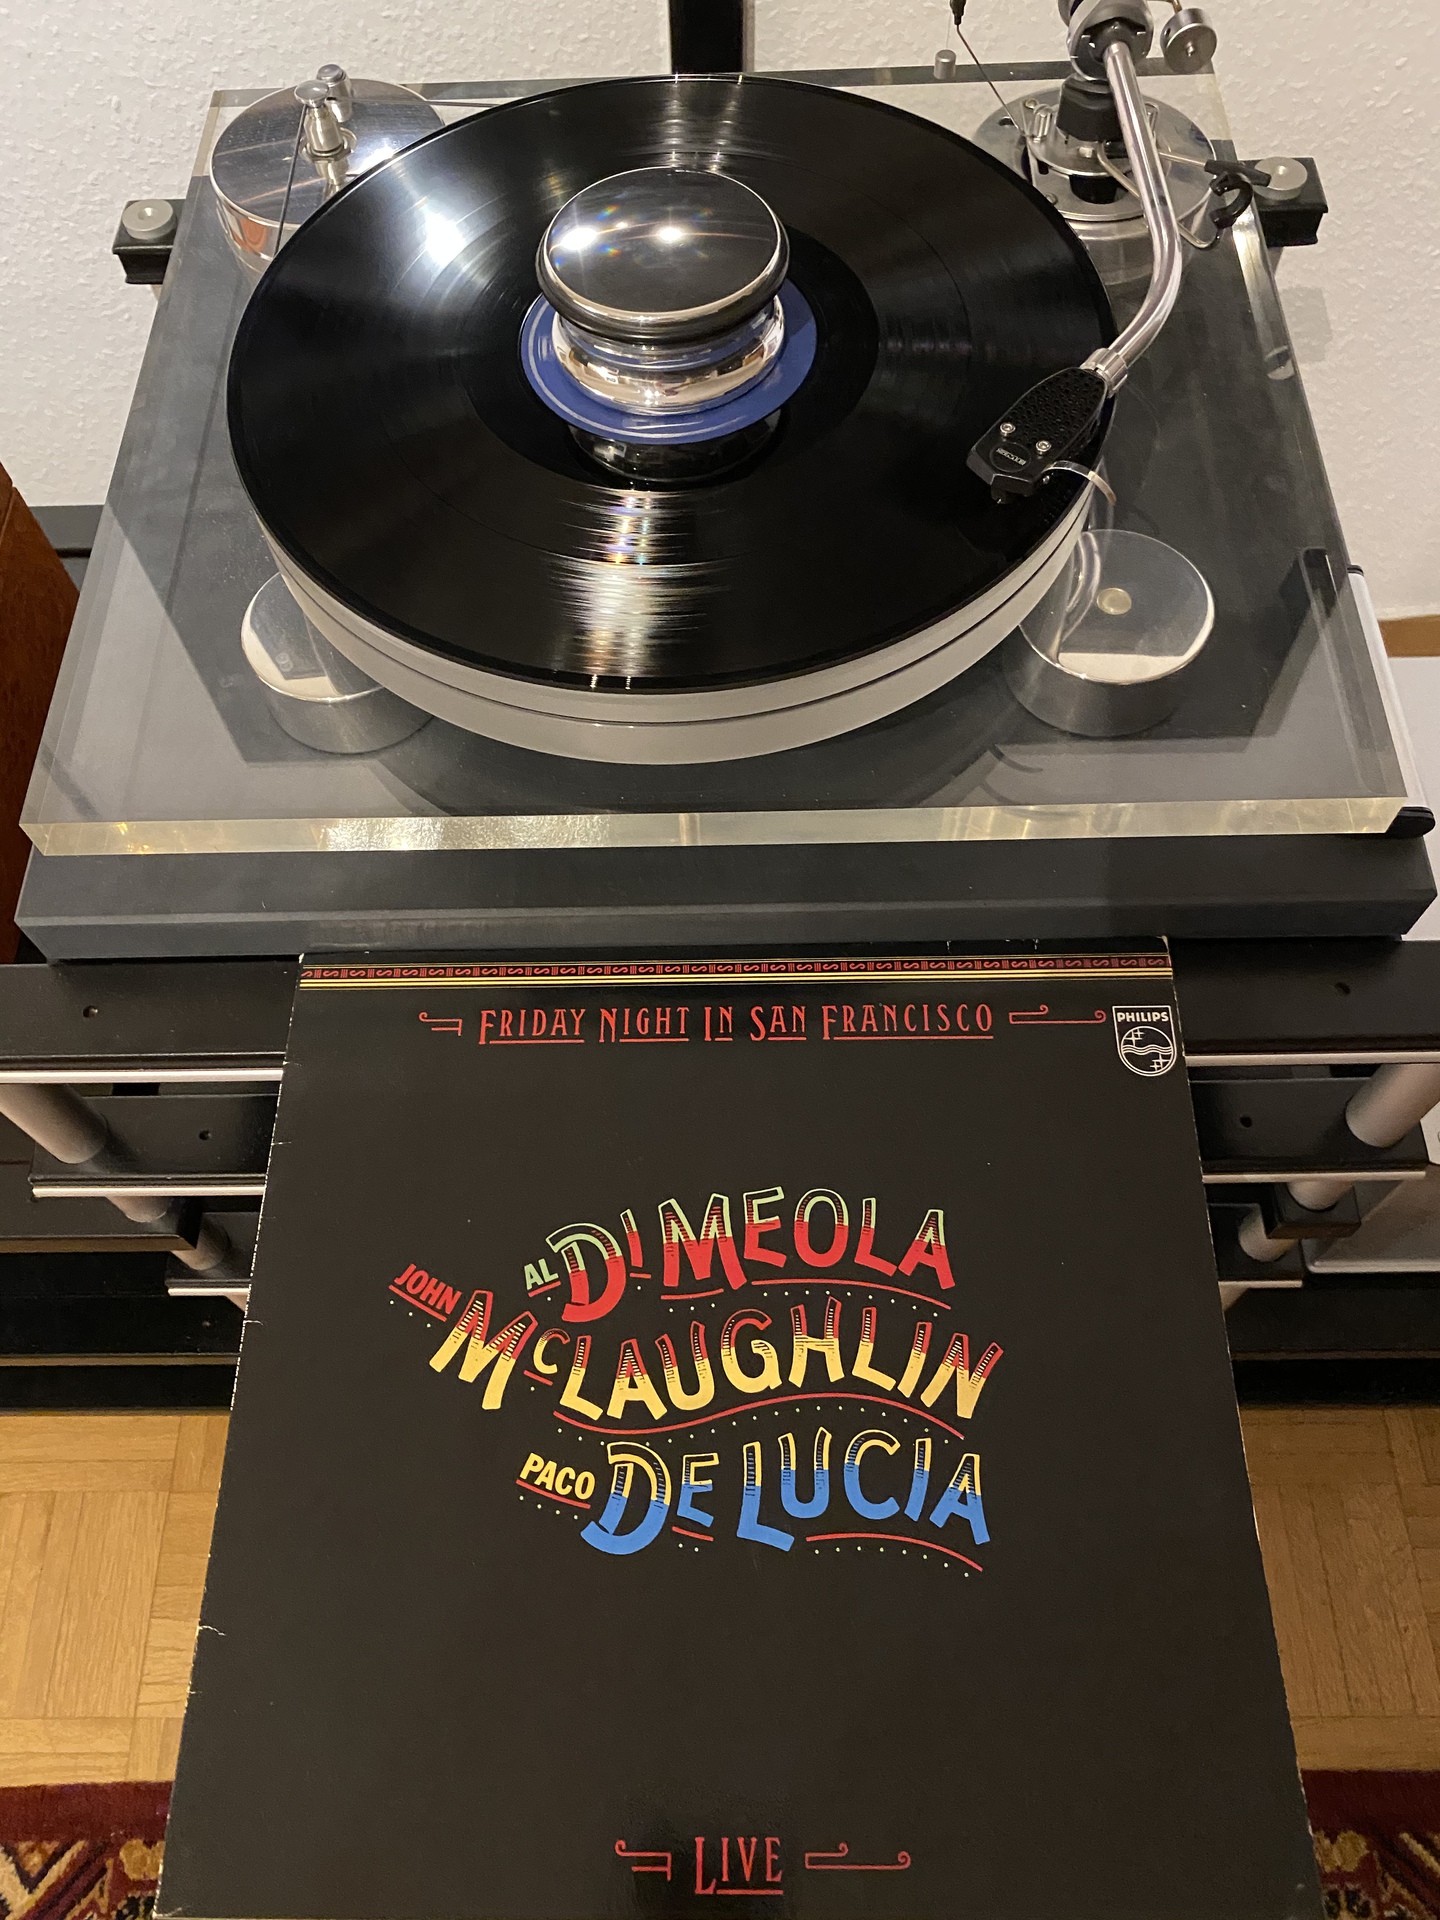 FRIDAY NIGHT IN SAN FRANCISCO
PHILIPS
AL DI MEOLA
JOHN McLAUGHLIN
PACO DE LUCIA
LIVE